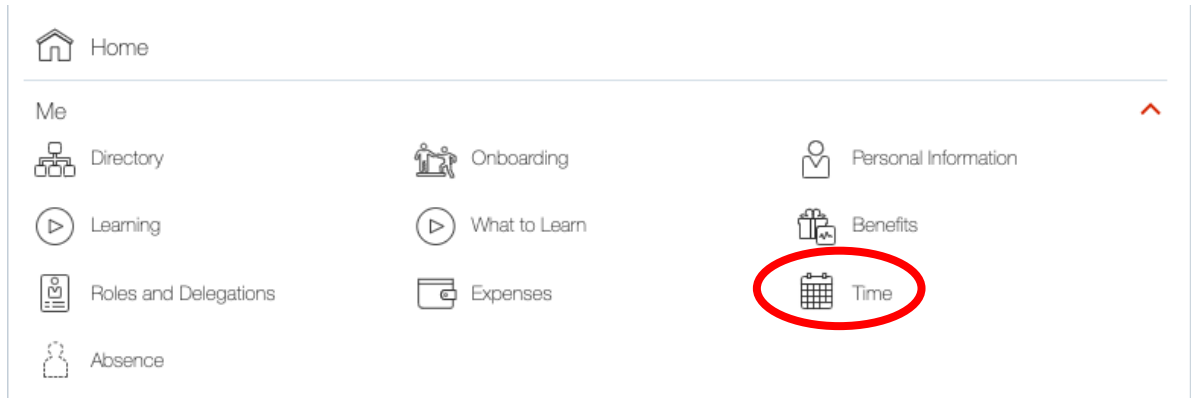 Home
Me
Directory Onboarding Personal Information
Learning What to Learn Benefits
Roles and Delegations Expenses Time
Absence